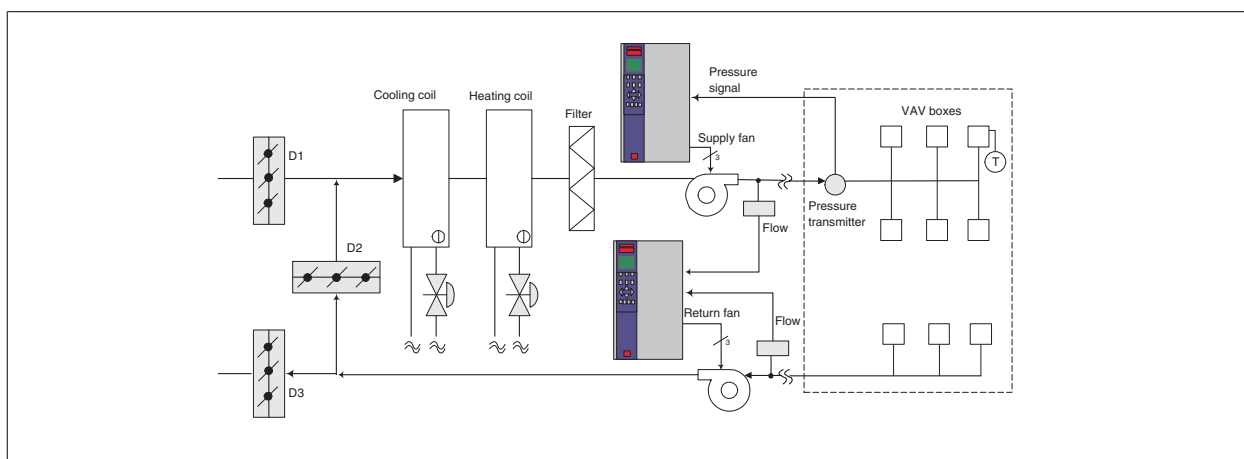 Cooling coil
Heating coil
Filter
Pressure
signal
VAV boxes
D1
Supply fan
3
T
Pressure
transmitter
Flow
D2
Return fan
3
Flow
D3